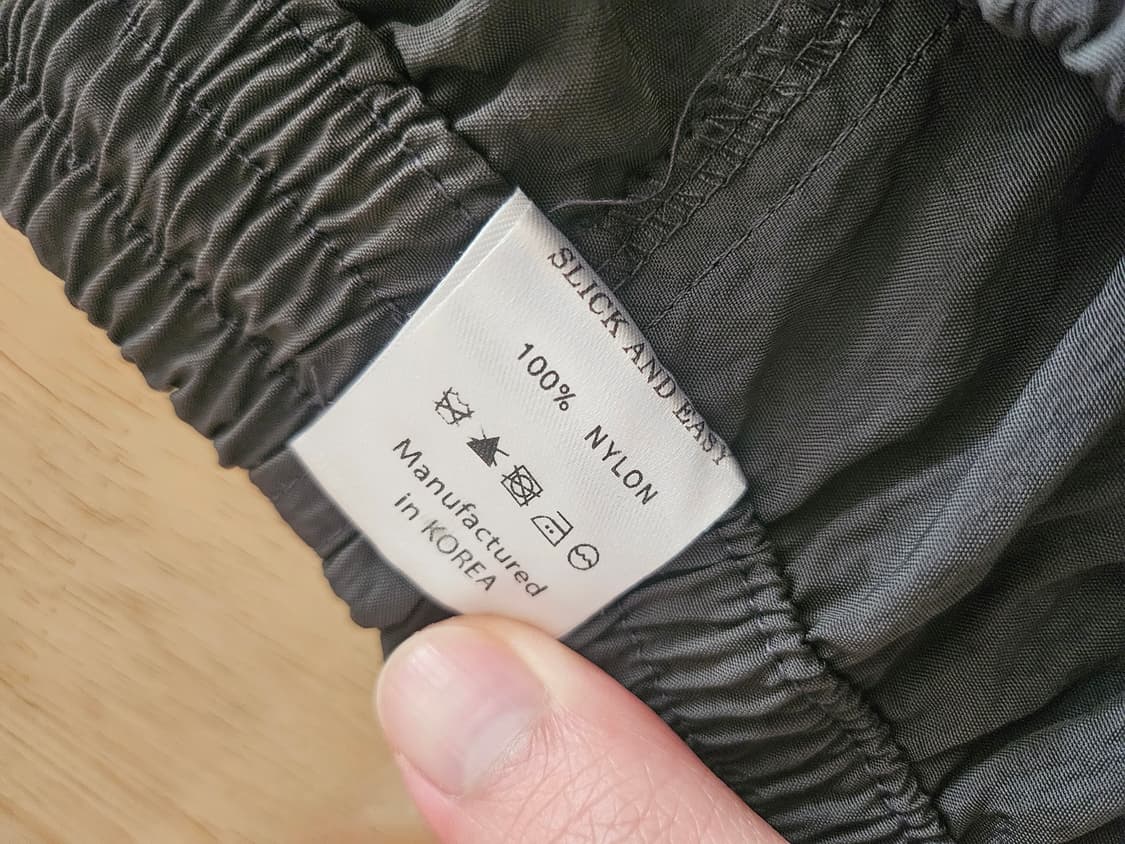 SLICK AND EASY
100% NYLON
Manufactured
in KOREA